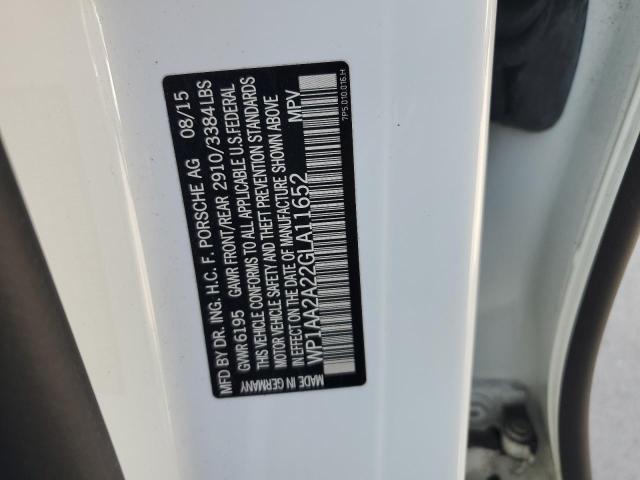 MFD BY DR. ING. H.C. F. PORSCHE AG 08/15
GVWR 6195 GAWR FRONT/REAR 2910/3384 LBS
THIS VEHICLE CONFORMS TO ALL APPLICABLE U.S. FEDERAL
MOTOR VEHICLE SAFETY AND THEFT PREVENTION STANDARDS
IN EFFECT ON THE DATE OF MANUFACTURE SHOWN ABOVE
WP1AA2A22GLA11652 MPV
MADE IN GERMANY
7P5.010.016.H